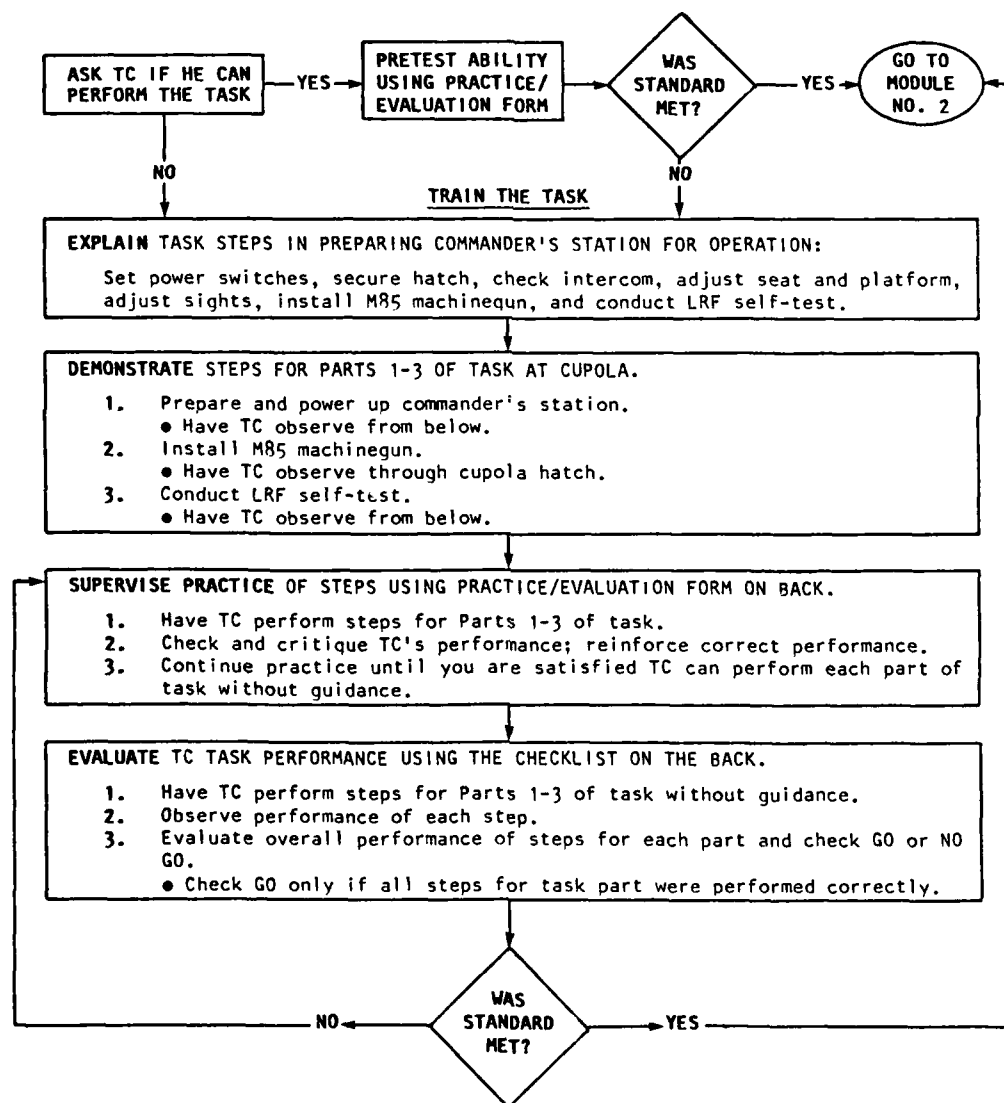 ASK TC IF HE CAN
PERFORM THE TASK
YES
PRETEST ABILITY
USING PRACTICE/
EVALUATION FORM
WAS
STANDARD
MET?
YES
GO TO
MODULE
NO. 2
NO
NO
TRAIN THE TASK
EXPLAIN TASK STEPS IN PREPARING COMMANDER'S STATION FOR OPERATION:
Set power switches, secure hatch, check intercom, adjust seat and platform,
adjust sights, install M85 machinegun, and conduct LRF self-test.
DEMONSTRATE STEPS FOR PARTS 1-3 OF TASK AT CUPOLA.
1. Prepare and power up commander's station.
● Have TC observe from below.
2. Install M85 machinegun.
● Have TC observe through cupola hatch.
3. Conduct LRF self-test.
● Have TC observe from below.
SUPERVISE PRACTICE OF STEPS USING PRACTICE/EVALUATION FORM ON BACK.
1. Have TC perform steps for Parts 1-3 of task.
2. Check and critique TC's performance; reinforce correct performance.
3. Continue practice until you are satisfied TC can perform each part of
task without guidance.
EVALUATE TC TASK PERFORMANCE USING THE CHECKLIST ON THE BACK.
1. Have TC perform steps for Parts 1-3 of task without guidance.
2. Observe performance of each step.
3. Evaluate overall performance of steps for each part and check GO or NO
GO.
● Check GO only if all steps for task part were performed correctly.
WAS
STANDARD
MET?
NO
YES